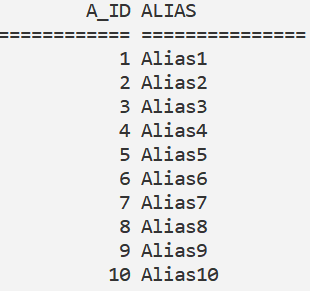 A_ID ALIAS
============ ===============
1 Alias1
2 Alias2
3 Alias3
4 Alias4
5 Alias5
6 Alias6
7 Alias7
8 Alias8
9 Alias9
10 Alias10